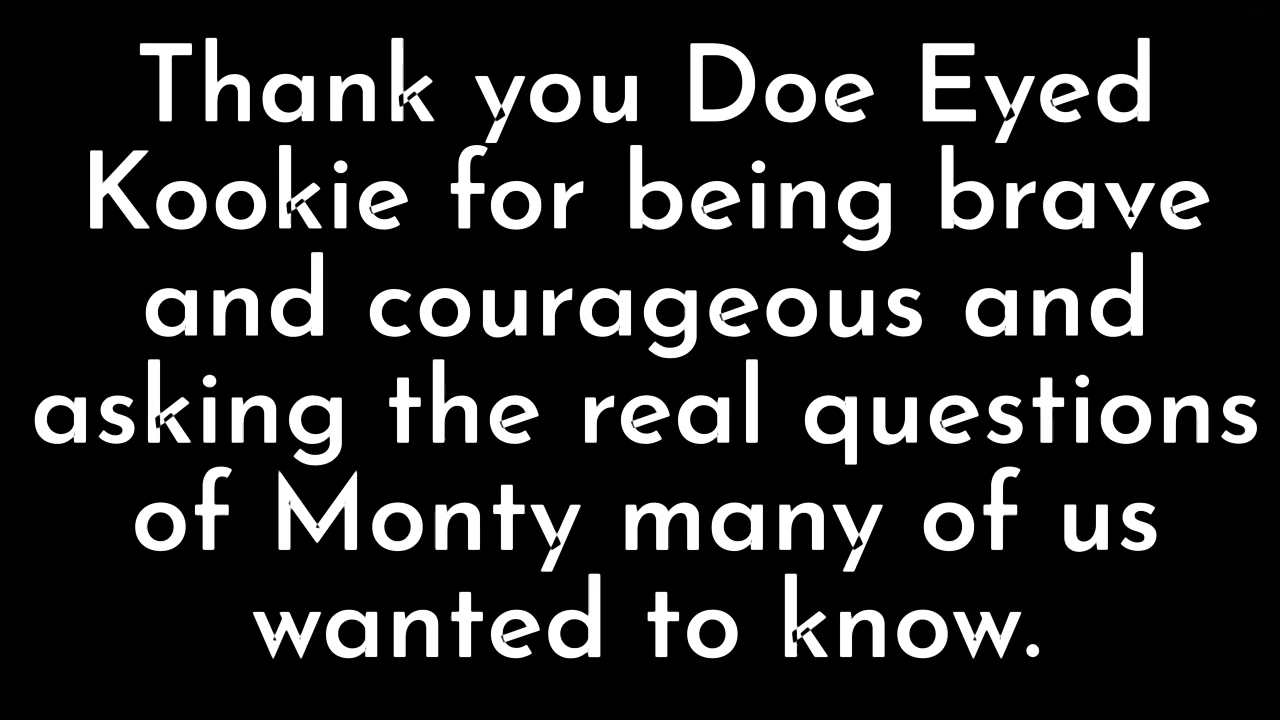 Thank you Doe Eyed
Kookie for being brave
and courageous and
asking the real questions
of Monty many of us
wanted to know.